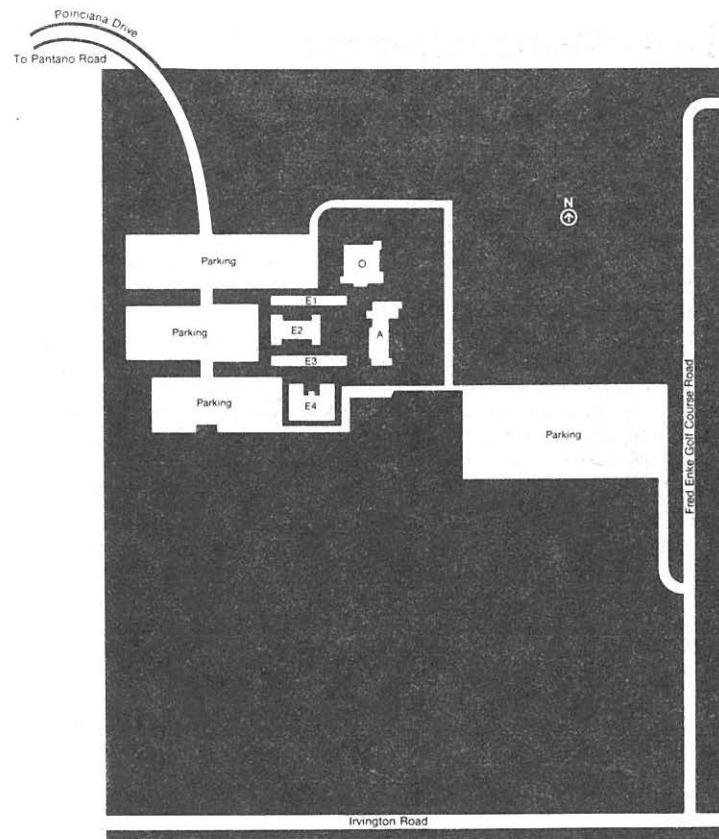 Poinciana Drive
To Pantano Road
N
Parking
O
E1
Parking
E2
A
E3
Parking
E4
Parking
Fred Enke Golf Course Road
Irvington Road